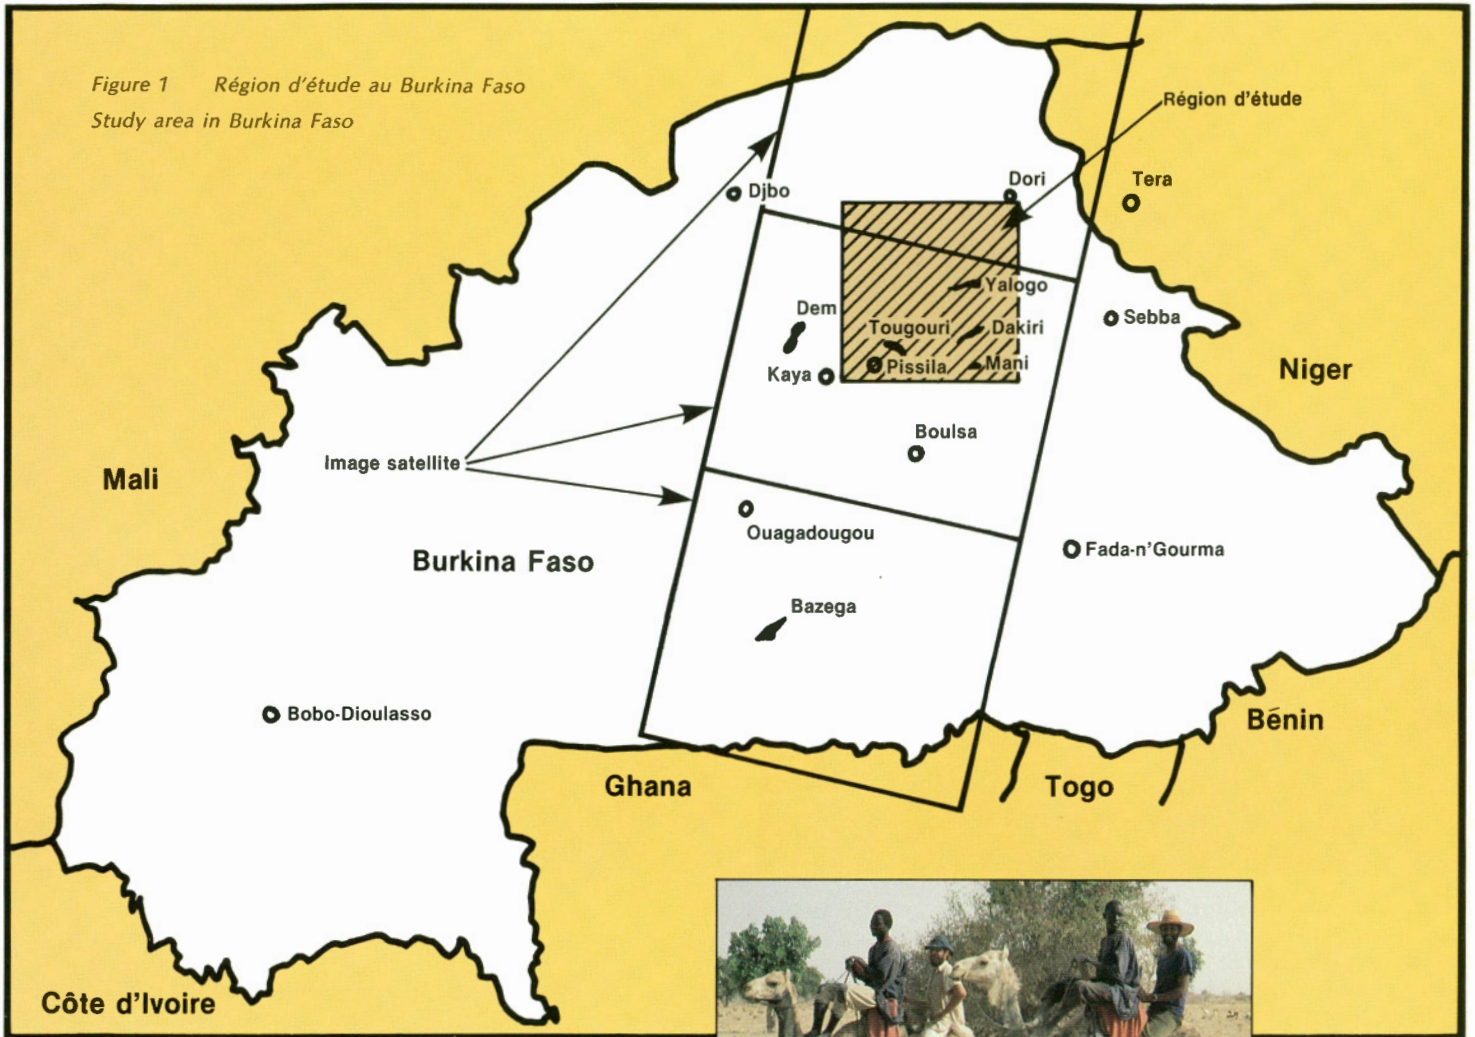 Figure 1 Région d'étude au Burkina Faso
Study area in Burkina Faso
Région d'étude
Djbo
Dori
Tera
Yalogo
Dem
Tougouri
Dakiri
Sebba
Kaya
Pissila
Mani
Niger
Boulsa
Image satellite
Mali
Ouagadougou
Burkina Faso
Fada-n'Gourma
Bazega
Bobo-Dioulasso
Bénin
Ghana
Togo
Côte d'Ivoire